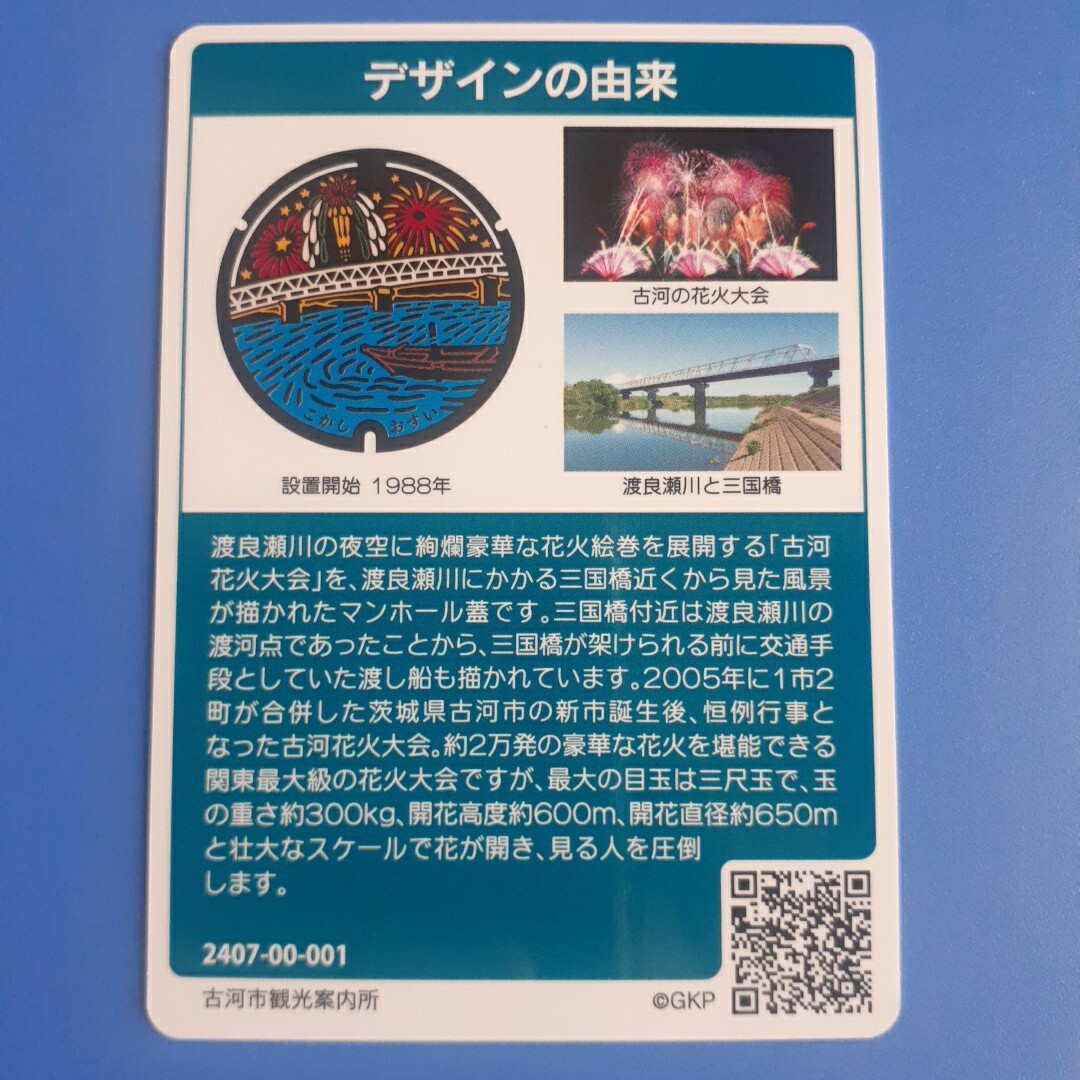 デザインの由来
古河の花火大会
こがし おすい
設置開始 1988年
渡良瀬川と三国橋
渡良瀬川の夜空に絢爛豪華な花火絵巻を展開する「古河
花火大会」を、渡良瀬川にかかる三国橋近くから見た風景
が描かれたマンホール蓋です。三国橋付近は渡良瀬川の
渡河点であったことから、三国橋が架けられる前に交通手
段としていた渡し船も描かれています。2005年に1市2
町が合併した茨城県古河市の新市誕生後、恒例行事と
なった古河花火大会。約2万発の豪華な花火を堪能できる
関東最大級の花火大会ですが、最大の目玉は三尺玉で、玉
の重さ約300kg、開花高度約600m、開花直径約650m
と壮大なスケールで花が開き、見る人を圧倒
します。
2407-00-001
古河市観光案内所
©GKP